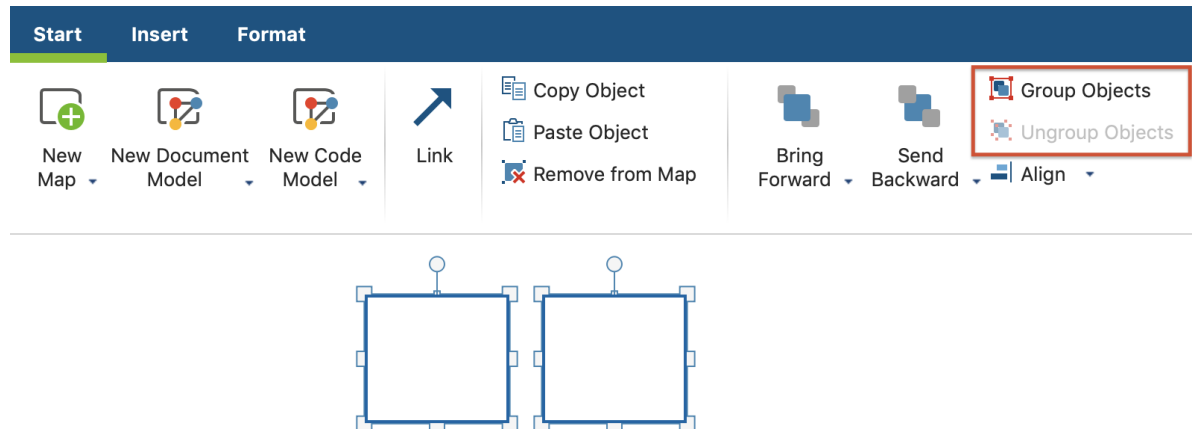 Start Insert Format
New Map
New Document Model
New Code Model
Link
Copy Object
Paste Object
Remove from Map
Bring Forward
Send Backward
Group Objects
Ungroup Objects
Align